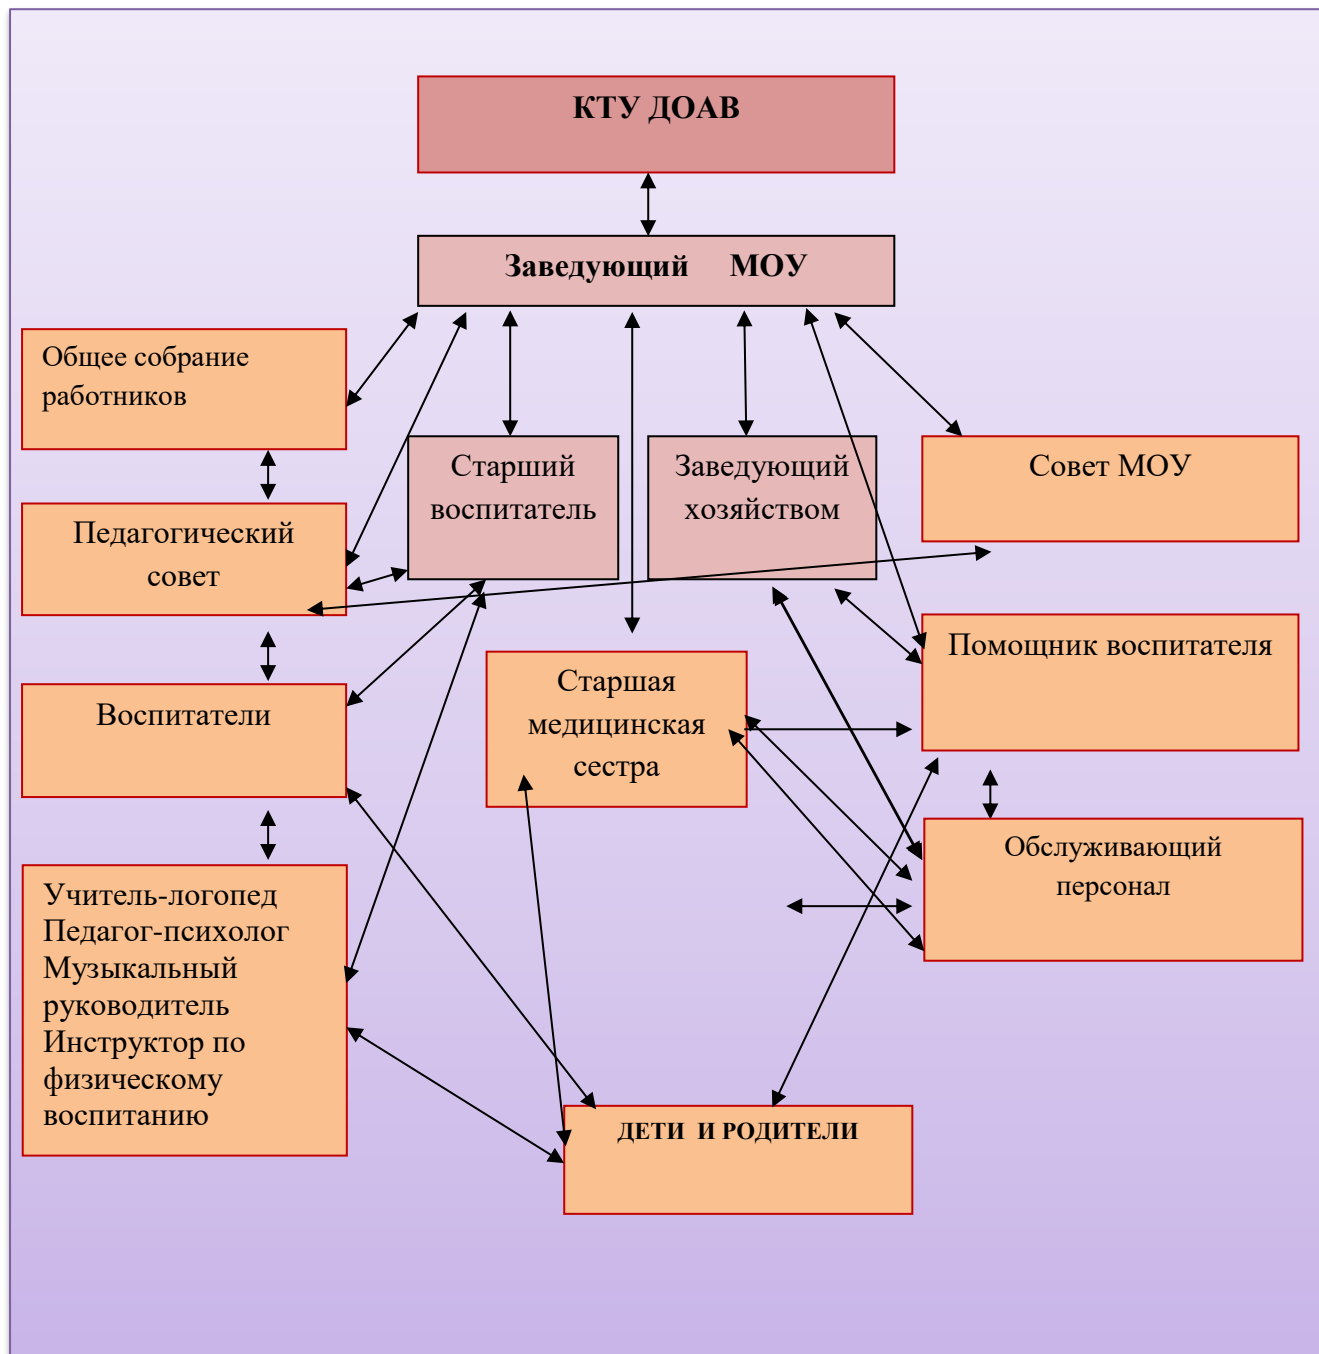 КТУ ДОАВ
Заведующий МОУ
Общее собрание
работников
Старший
воспитатель
Заведующий
хозяйством
Совет МОУ
Педагогический
совет
Помощник воспитателя
Старшая
медицинская
сестра
Воспитатели
Обслуживающий
персонал
Учитель-логопед
Педагог-психолог
Музыкальный
руководитель
Инструктор по
физическому
воспитанию
ДЕТИ И РОДИТЕЛИ